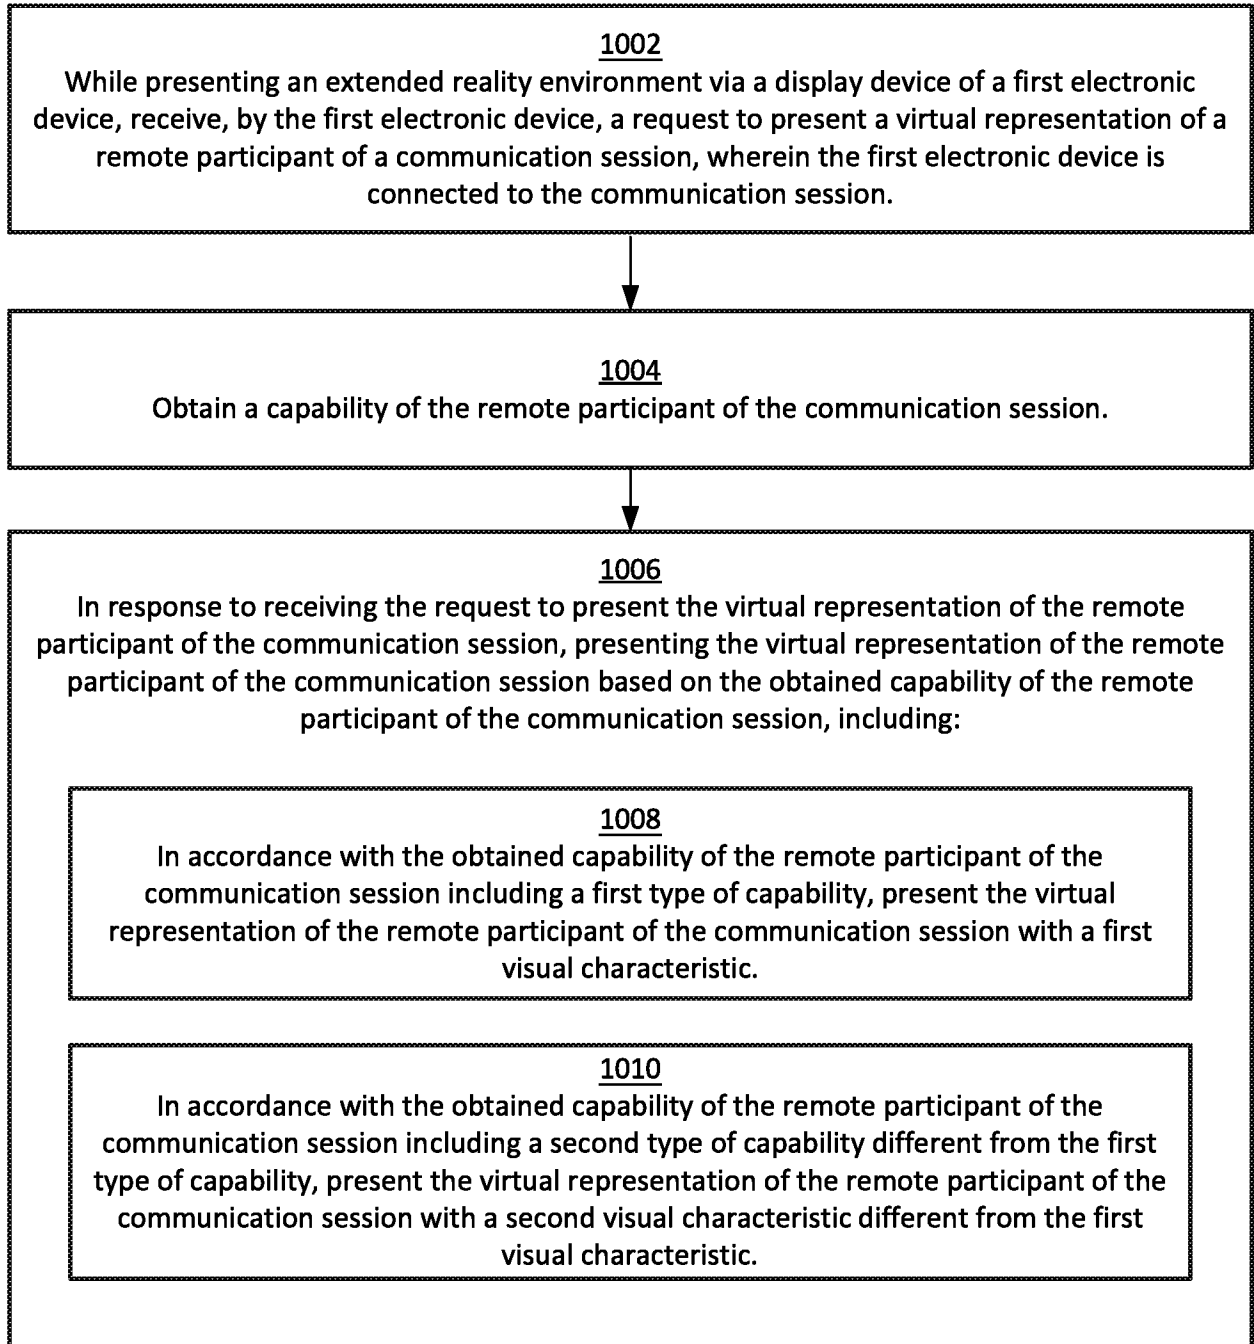 1002
While presenting an extended reality environment via a display device of a first electronic
device, receive, by the first electronic device, a request to present a virtual representation of a
remote participant of a communication session, wherein the first electronic device is
connected to the communication session.
1004
Obtain a capability of the remote participant of the communication session.
1006
In response to receiving the request to present the virtual representation of the remote
participant of the communication session, presenting the virtual representation of the remote
participant of the communication session based on the obtained capability of the remote
participant of the communication session, including:
1008
In accordance with the obtained capability of the remote participant of the
communication session including a first type of capability, present the virtual
representation of the remote participant of the communication session with a first
visual characteristic.
1010
In accordance with the obtained capability of the remote participant of the
communication session including a second type of capability different from the first
type of capability, present the virtual representation of the remote participant of the
communication session with a second visual characteristic different from the first
visual characteristic.